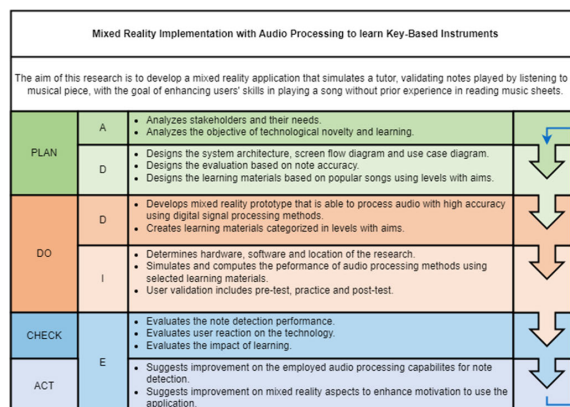 Mixed Reality Implementation with Audio Processing to learn Key-Based Instruments
The aim of this research is to develop a mixed reality application that simulates a tutor, validating notes played by listening to
musical piece, with the goal of enhancing users' skills in playing a song without prior experience in reading music sheets.
PLAN
A
• Analyzes stakeholders and their needs.
• Analyzes the objective of technological novelty and learning.
D
• Designs the system architecture, screen flow diagram and use case diagram.
• Designs the evaluation based on note accuracy.
• Designs the learning materials based on popular songs using levels with aims.
DO
D
• Develops mixed reality prototype that is able to process audio with high accuracy
using digital signal processing methods.
• Creates learning materials categorized in levels with aims.
I
• Determines hardware, software and location of the research.
• Simulates and computes the peformance of audio processing methods using
selected learning materials.
• User validation includes pre-test, practice and post-test.
CHECK
E
• Evaluates the note detection performance.
• Evaluates user reaction on the technology.
• Evaluates the impact of learning.
ACT
• Suggests improvement on the employed audio processing capabilites for note
detection.
• Suggests improvement on mixed reality aspects to enhance motivation to use the
application.